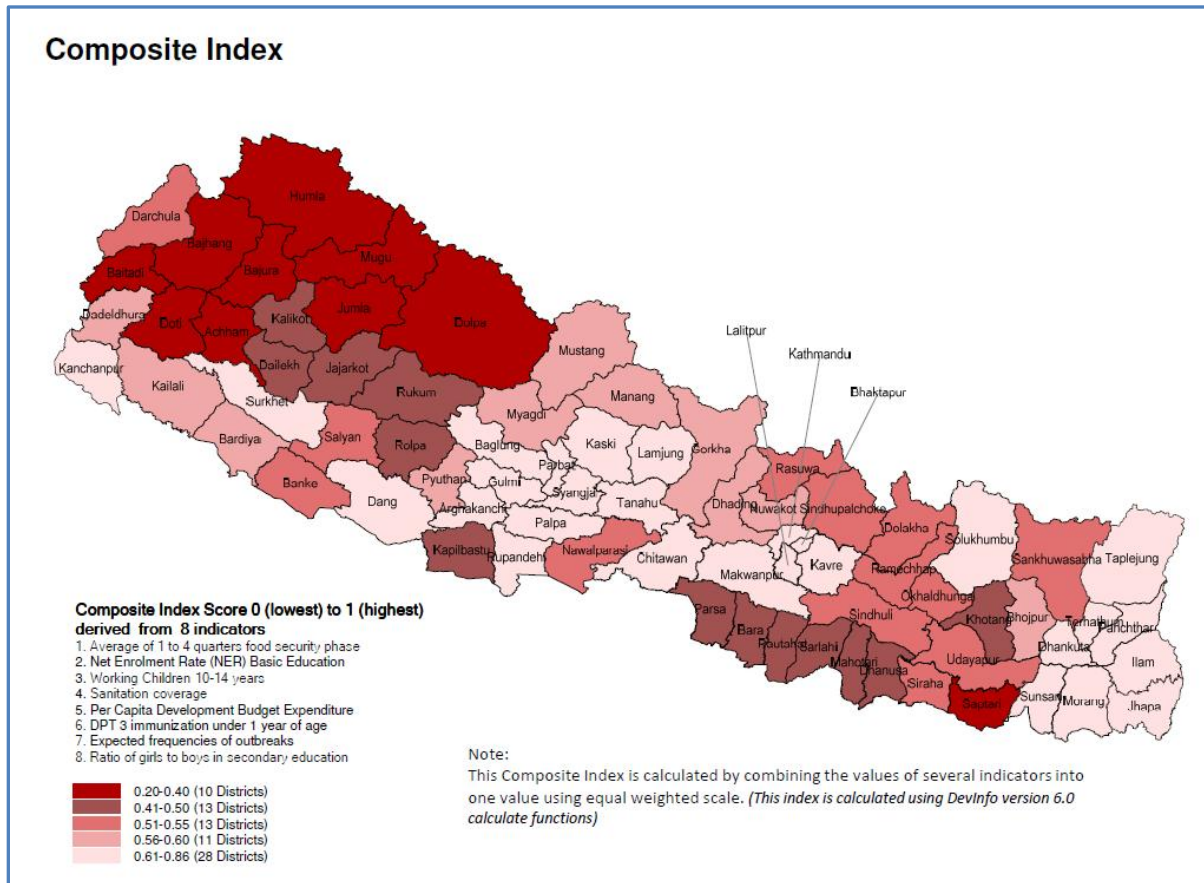 Composite Index
Humla
Darchula
Bajhang
Mugu
Baitadi
Bajura
Jumla
Dolpa
Dadeldhura
Doti
Achham
Kalikot
Lalitpur
Kathmandu
Mustang
Kanchanpur
Dailekh
Jajarkot
Kailali
Rukum
Bhaktapur
Surkhet
Manang
Myagdi
Bardiya
Salyan
Rolpa
Baglung
Kaski
Lamjung
Gorkha
Parbat
Rasuwa
Banke
Pyuthan
Gulmi
Syangja
Dang
Tanahu
Dhading
Nuwakot
Sindhupalchoke
Arghakanchi
Palpa
Dolakha
Solukhumbu
Kapilbastu
Rupandehi
Nawalparasi
Chitawan
Makwanpur
Kavre
Ramechhap
Sankhuwasabha
Taplejung
Okhaldhunga
Parsa
Bara
Rautahat
Sarlahi
Mahotari
Dhanusa
Sindhuli
Khotang
Bhojpur
Terhathum
Panchthar
Dhankuta
Udayapur
Siraha
Saptari
Sunsari
Morang
Ilam
Jhapa
Composite Index Score 0 (lowest) to 1 (highest)
derived from 8 indicators
1. Average of 1 to 4 quarters food security phase
2. Net Enrolment Rate (NER) Basic Education
3. Working Children 10-14 years
4. Sanitation coverage
5. Per Capita Development Budget Expenditure
6. DPT 3 immunization under 1 year of age
7. Expected frequencies of outbreaks
8. Ratio of girls to boys in secondary education
0.20-0.40 (10 Districts)
0.41-0.50 (13 Districts)
0.51-0.55 (13 Districts)
0.56-0.60 (11 Districts)
0.61-0.86 (28 Districts)
Note:
This Composite Index is calculated by combining the values of several indicators into
one value using equal weighted scale. (This index is calculated using DevInfo version 6.0
calculate functions)